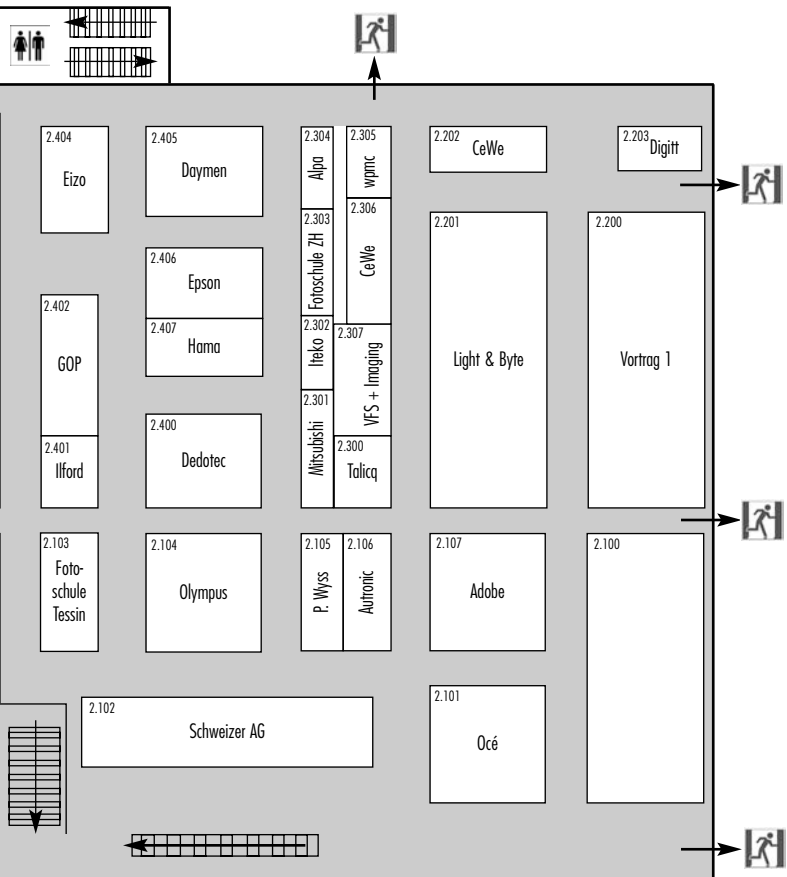 2.404
Eizo
2.405
Daymen
2.304
Alpa
2.305
wpmc
2.202
CeWe
2.203
Digitt
2.303
Fotoschule ZH
2.306
CeWe
2.201
Light & Byte
2.200
Vortrag 1
2.406
Epson
2.407
Hama
2.402
GOP
2.302
Iteko
2.307
VFS + Imaging
2.301
Mitsubishi
2.400
Dedotec
2.401
Ilford
2.300
Talicq
2.103
Foto-
schule
Tessin
2.104
Olympus
2.105
P. Wyss
2.106
Autronic
2.107
Adobe
2.100
2.102
Schweizer AG
2.101
Océ